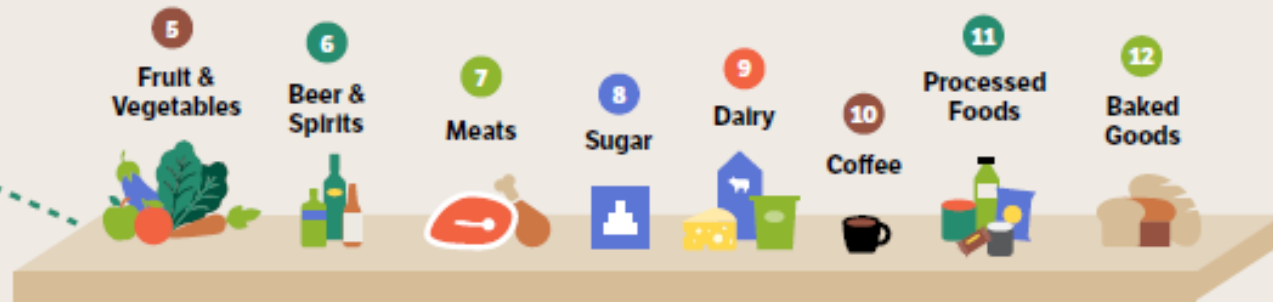 5
Fruit &
Vegetables
6
Beer &
Spirits
7
Meats
8
Sugar
9
Dairy
10
Coffee
11
Processed
Foods
12
Baked
Goods